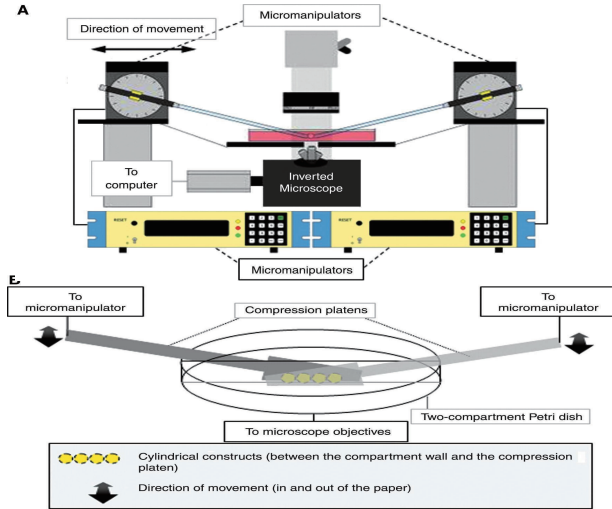 A
Micromanipulators
Direction of movement
To
computer
Inverted
Microscope
RESET
RESET
Micromanipulators
E.
To
micromanipulator
Compression platens
To
micromanipulator
Two-compartment Petri dish
To microscope objectives
Cylindrical constructs (between the compartment wall and the compression
platen)
Direction of movement (in and out of the paper)